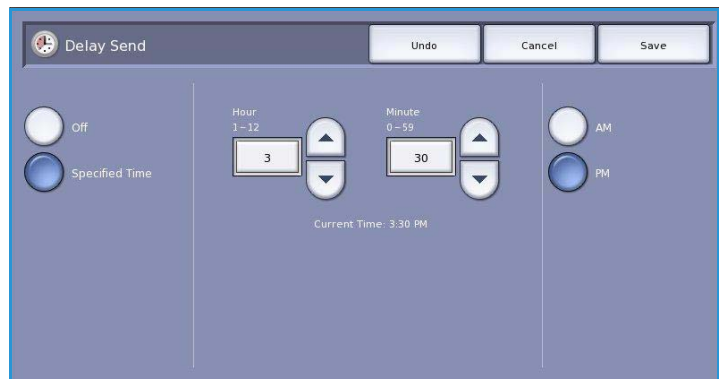 Delay Send
Undo
Cancel
Save
Off
Specified Time
Hour
1-12
3
Minute
0-59
30
AM
PM
Current Time: 3:30 PM